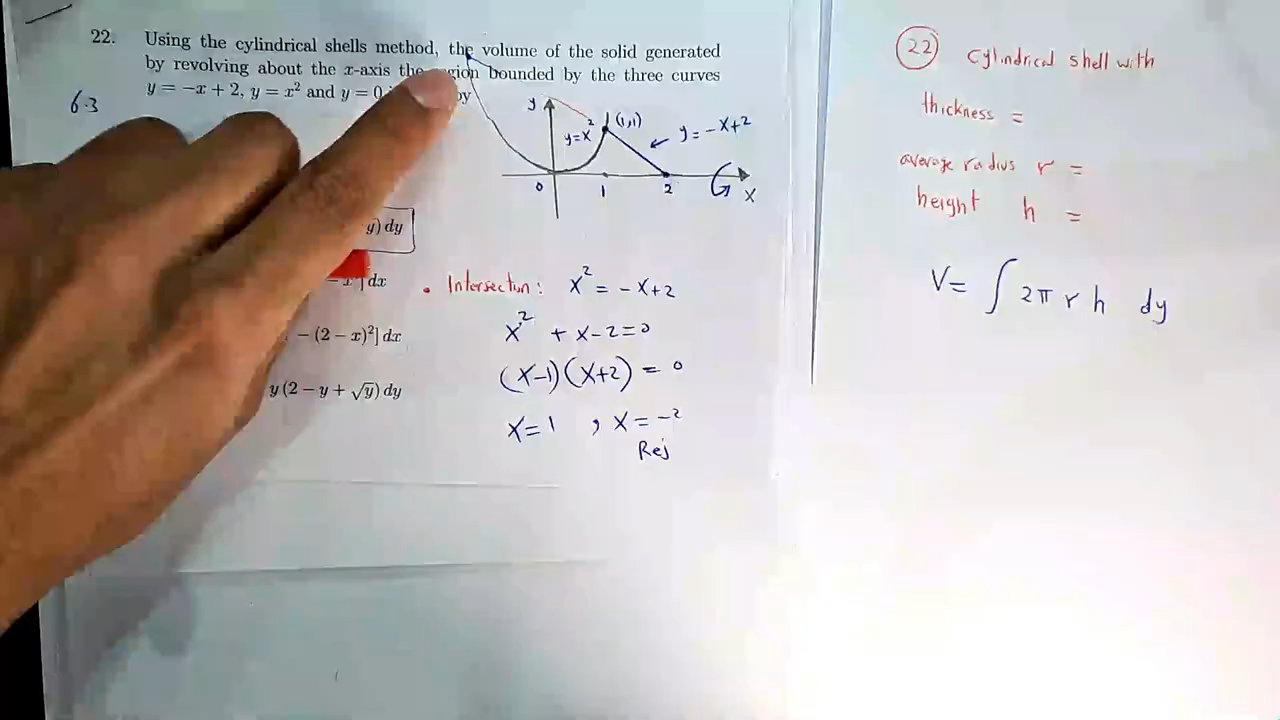 22. Using the cylindrical shells method, the volume of the solid generated
by revolving about the x-axis the region bounded by the three curves
y = −x + 2, y = x² and y = 0 by
6.3
y
y = x²
(1,1)
y = -x+2
0 1 2 x
y) dy
dx
− (2 − x)²] dx
y (2 − y + √y) dy
• Intersection: x² = -x+2
x² + x-2=0
(x-1)(x+2) = 0
x=1 , x = -2
Rej
22 Cylindrical shell with
thickness =
average radius r =
height h =
V= ∫ 2π r h dy